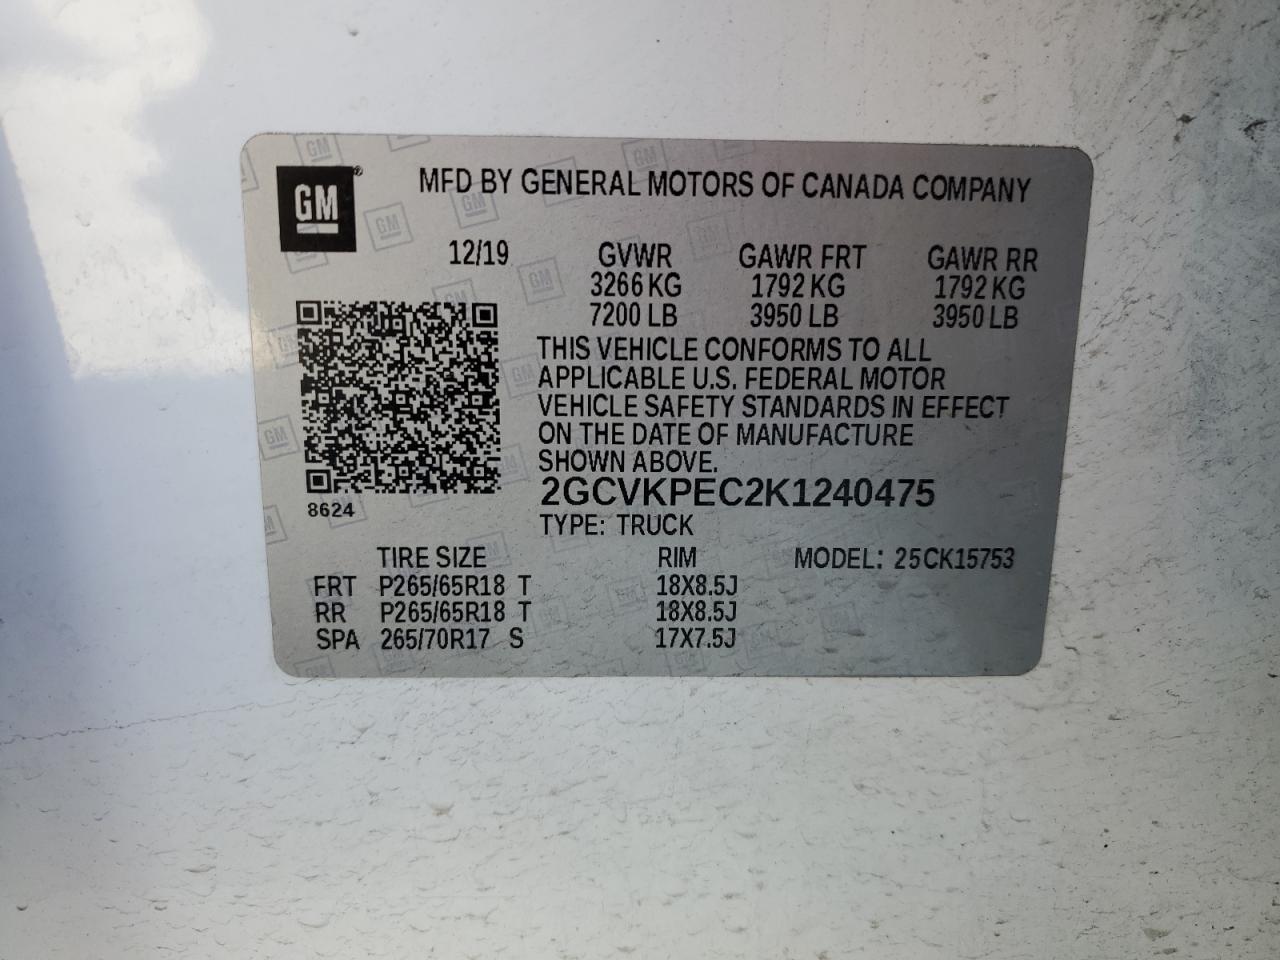 GM MFD BY GENERAL MOTORS OF CANADA COMPANY
12/19 GVWR GAWR FRT GAWR RR
3266 KG 1792 KG 1792 KG
7200 LB 3950 LB 3950 LB
THIS VEHICLE CONFORMS TO ALL
APPLICABLE U.S. FEDERAL MOTOR
VEHICLE SAFETY STANDARDS IN EFFECT
ON THE DATE OF MANUFACTURE
SHOWN ABOVE.
2GCVKPEC2K1240475
8624
TYPE: TRUCK
TIRE SIZE RIM MODEL: 25CK15753
FRT P265/65R18 T 18X8.5J
RR P265/65R18 T 18X8.5J
SPA 265/70R17 S 17X7.5J